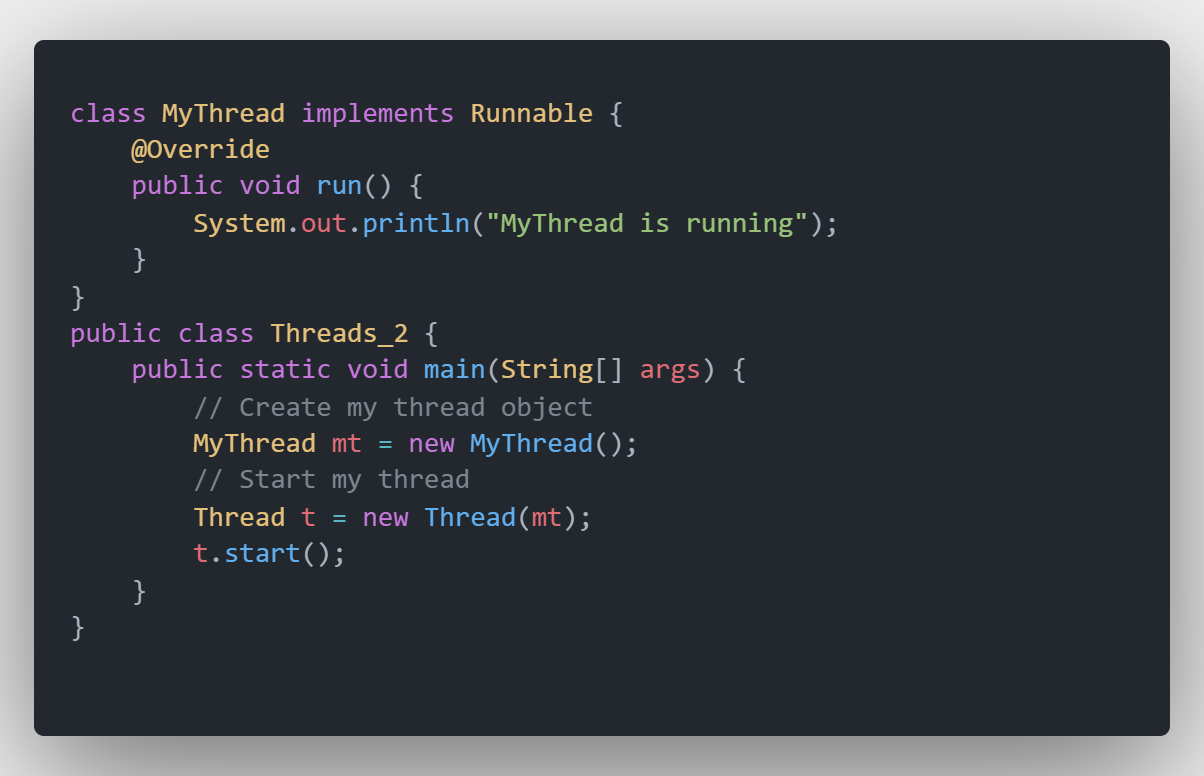 class MyThread implements Runnable {
    @Override
    public void run() {
        System.out.println("MyThread is running");
    }
}
public class Threads_2 {
    public static void main(String[] args) {
        // Create my thread object
        MyThread mt = new MyThread();
        // Start my thread
        Thread t = new Thread(mt);
        t.start();
    }
}